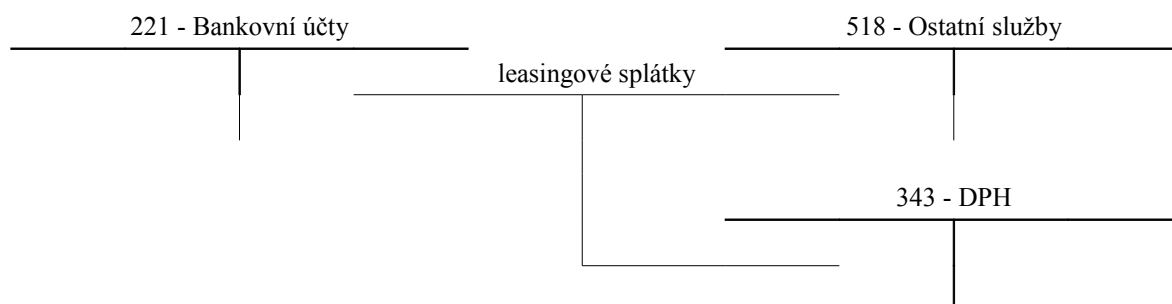 221 - Bankovní účty
518 - Ostatní služby
leasingové splátky
343 - DPH